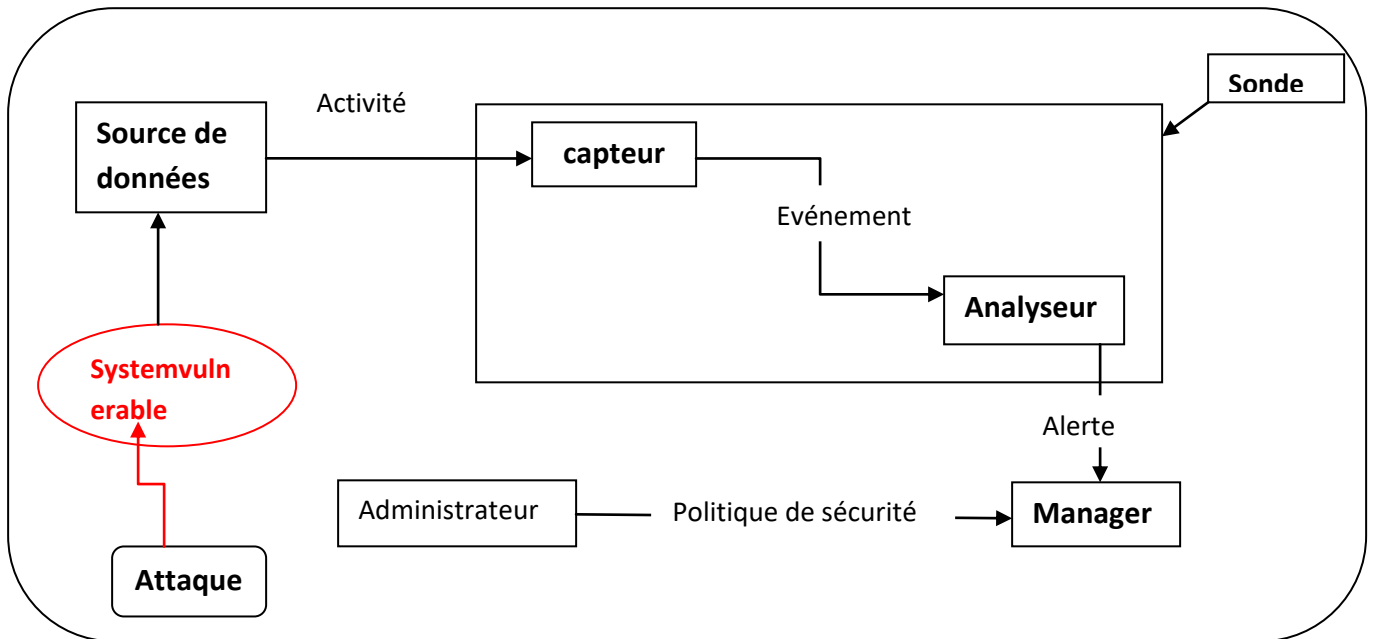 Sonde
Activité
Source de
données
capteur
Evénement
Analyseur
Systemvuln
erable
Alerte
Administrateur
Politique de sécurité
Manager
Attaque